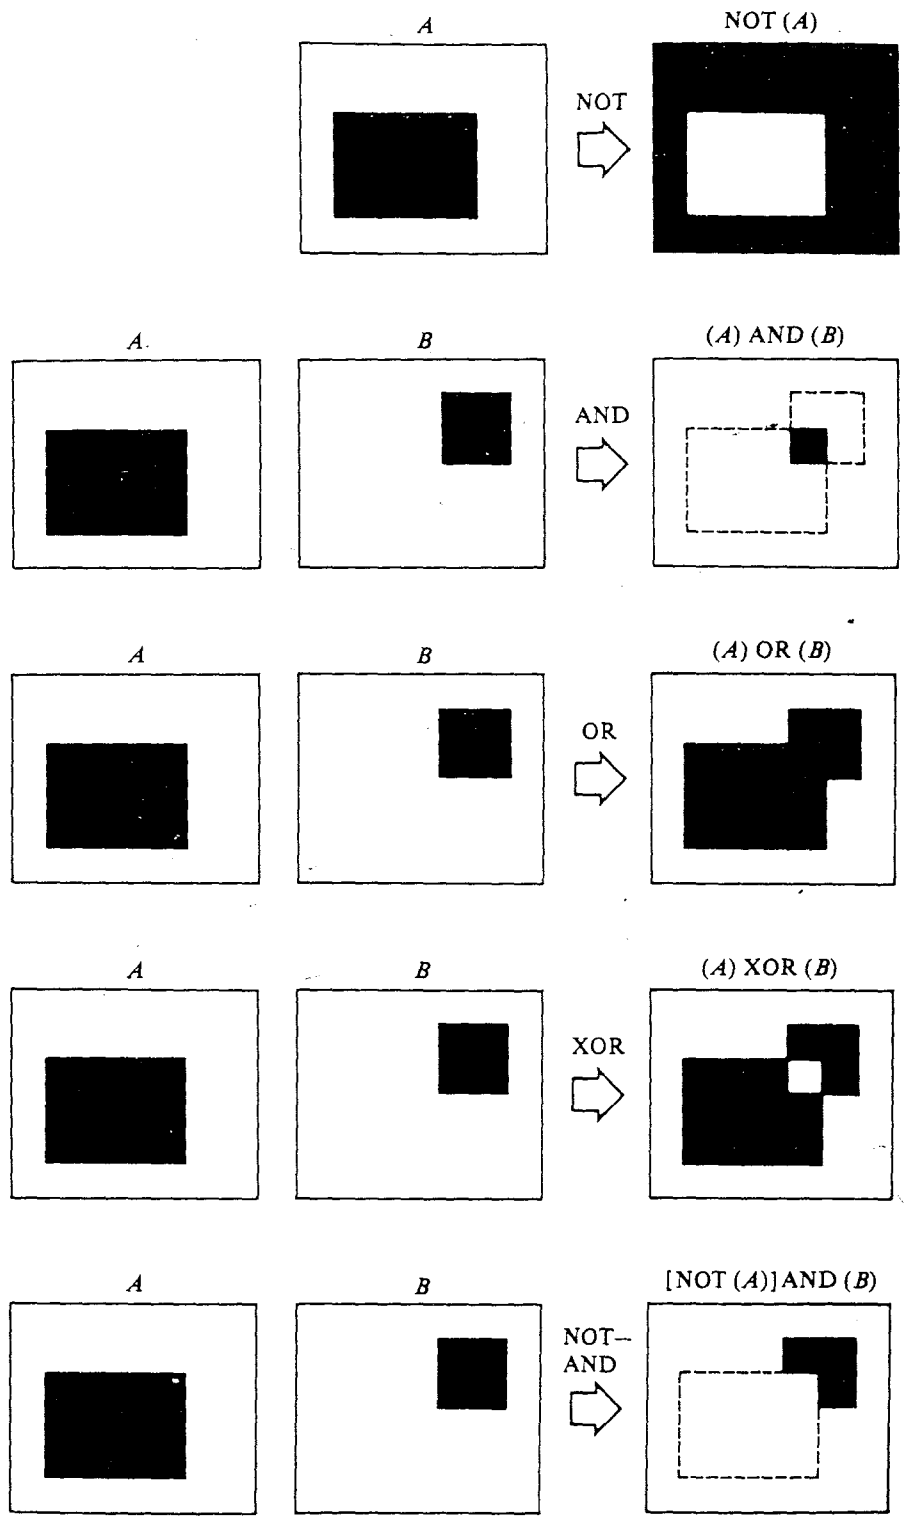 A
NOT (A)
NOT
A
B
(A) AND (B)
AND
A
B
(A) OR (B)
OR
A
B
(A) XOR (B)
XOR
A
B
[NOT (A)] AND (B)
NOT–
AND